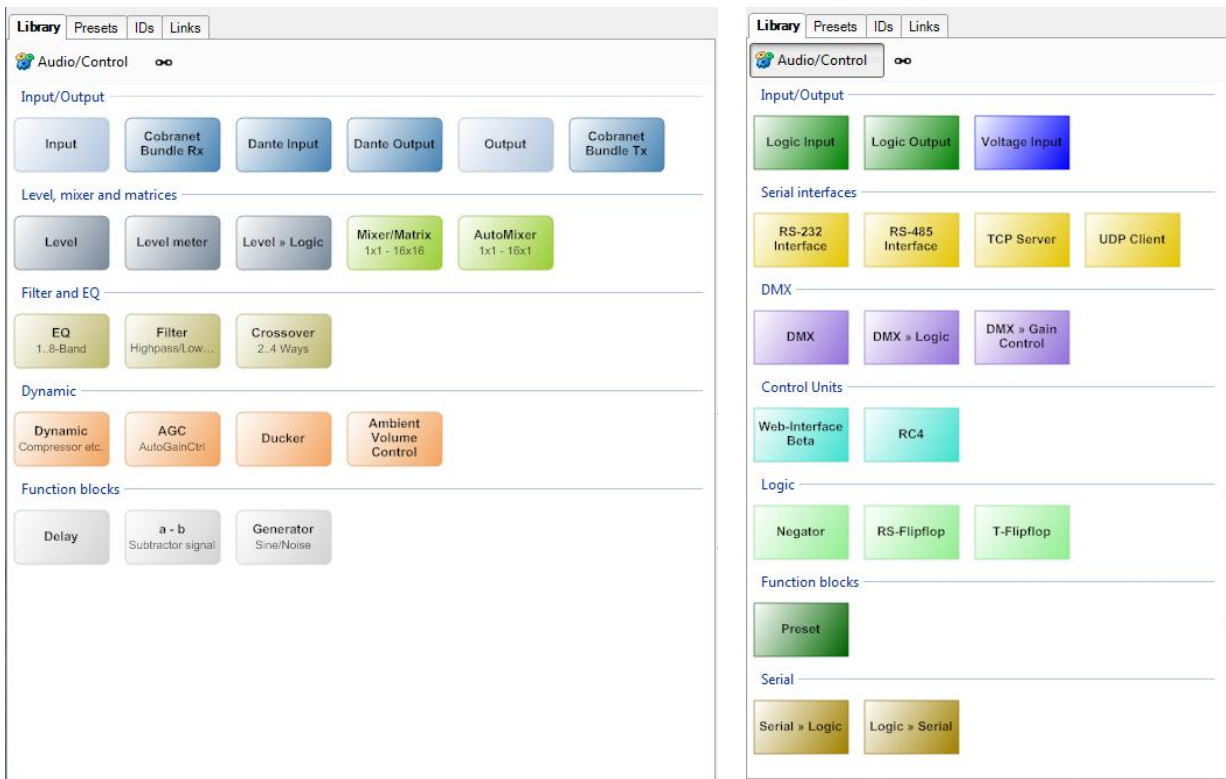 Library Presets IDs Links
Audio/Control
Input/Output
Input
Cobranet
Bundle Rx
Dante Input
Dante Output
Output
Cobranet
Bundle Tx
Level, mixer and matrices
Level
Level meter
Level » Logic
Mixer/Matrix
1x1 - 16x16
AutoMixer
1x1 - 16x1
Filter and EQ
EQ
1..8-Band
Filter
Highpass/Low...
Crossover
2..4 Ways
Dynamic
Dynamic
Compressor etc.
AGC
AutoGainCtrl
Ducker
Ambient
Volume
Control
Function blocks
Delay
a - b
Subtractor signal
Generator
Sine/Noise
Library Presets IDs Links
Audio/Control
Input/Output
Logic Input
Logic Output
Voltage Input
Serial interfaces
RS-232
Interface
RS-485
Interface
TCP Server
UDP Client
DMX
DMX
DMX » Logic
DMX » Gain
Control
Control Units
Web-Interface
Beta
RC4
Logic
Negator
RS-Flipflop
T-Flipflop
Function blocks
Preset
Serial
Serial » Logic
Logic » Serial